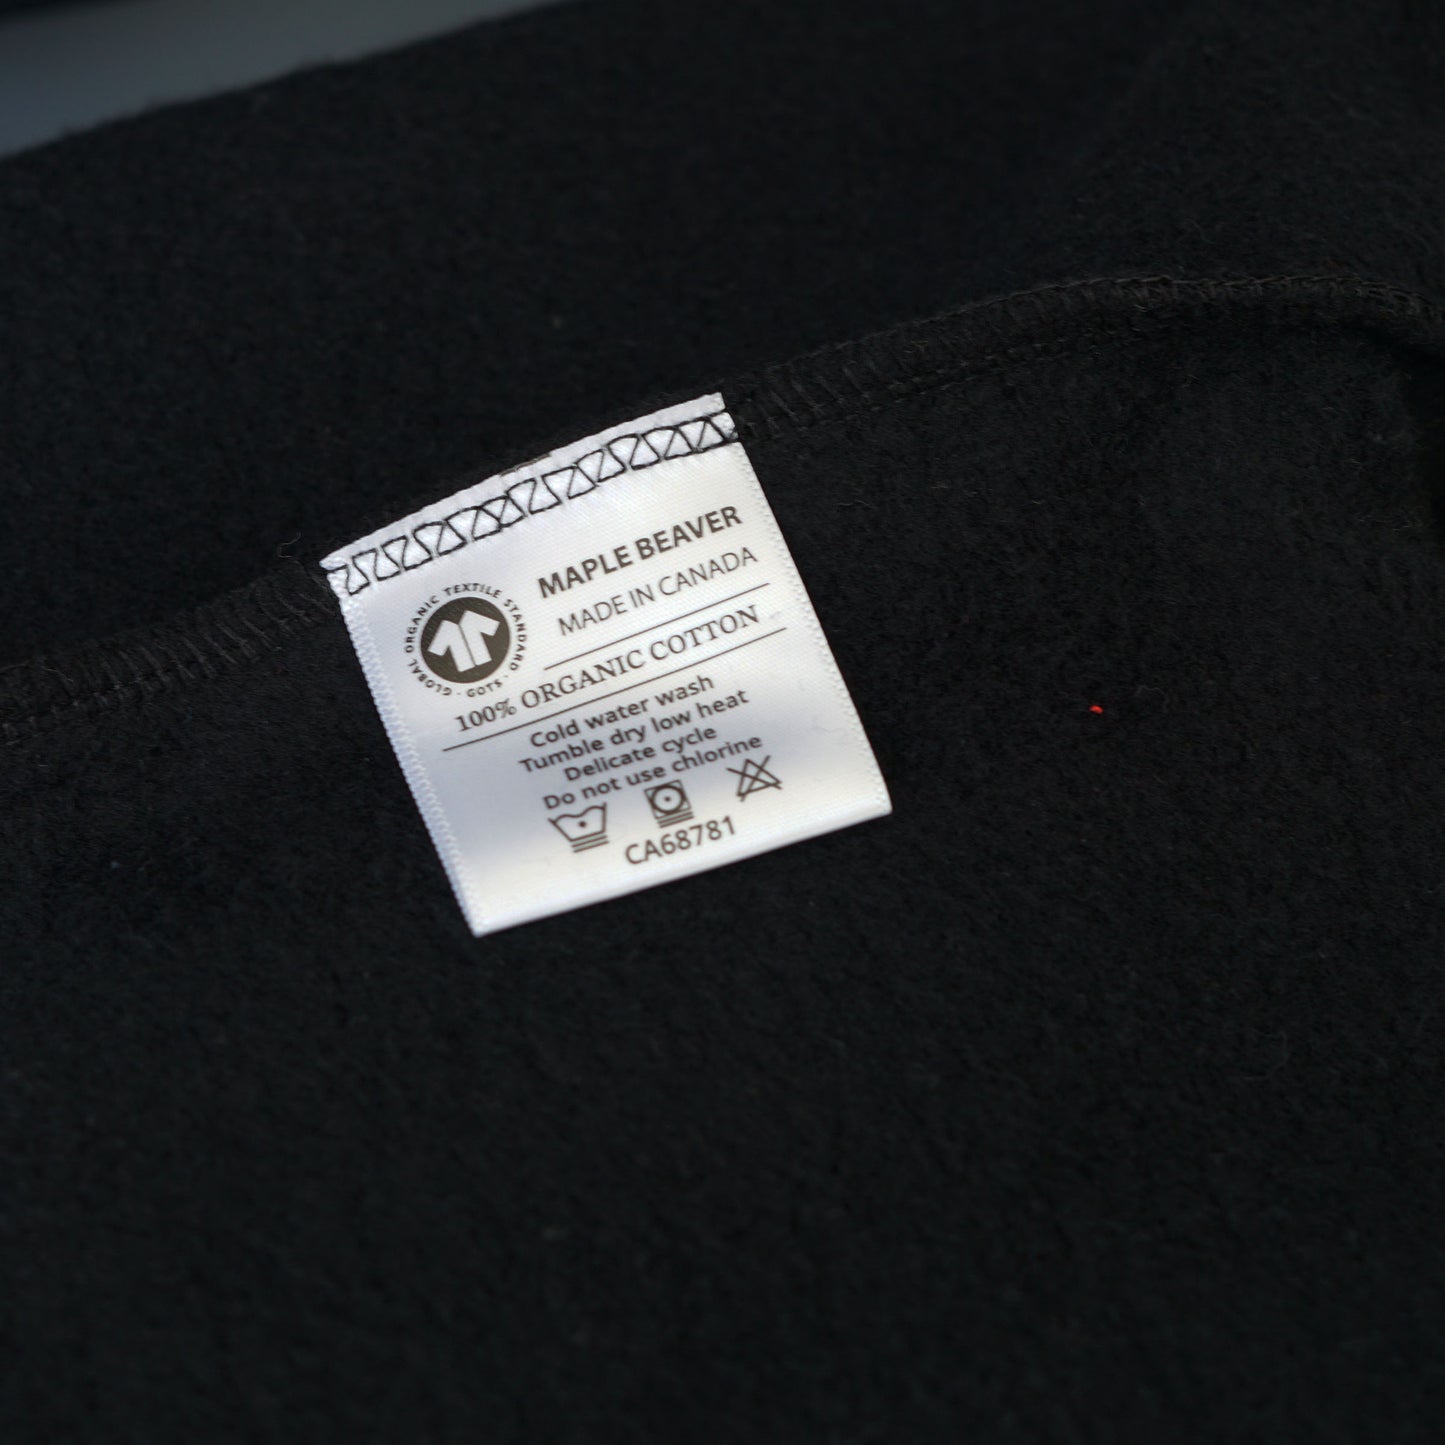 MAPLE BEAVER
MADE IN CANADA
GLOBAL ORGANIC TEXTILE STANDARD · GOTS ·
100% ORGANIC COTTON
Cold water wash
Tumble dry low heat
Delicate cycle
Do not use chlorine
CA68781